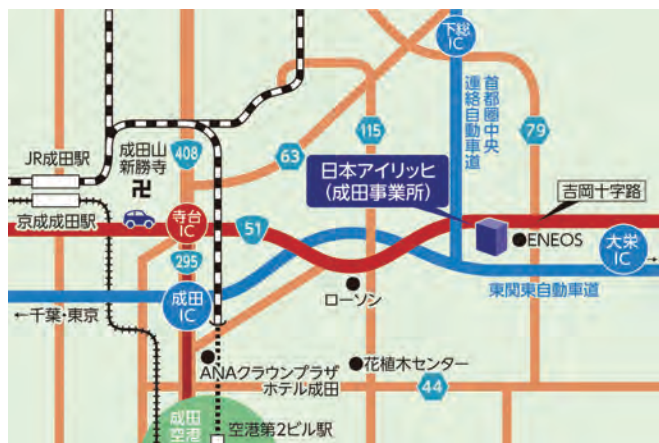 下総
IC
首都圏中央
連絡自動車道
JR成田駅
成田山
新勝寺
408
63
115
79
日本アイリッヒ
（成田事業所）
吉岡十字路
京成成田駅
寺台
IC
51
ENEOS
大栄
IC
→
295
成田
IC
ローソン
東関東自動車道
←千葉・東京
ANAクラウンプラザ
ホテル成田
花植木センター
44
成田
空港
空港第2ビル駅